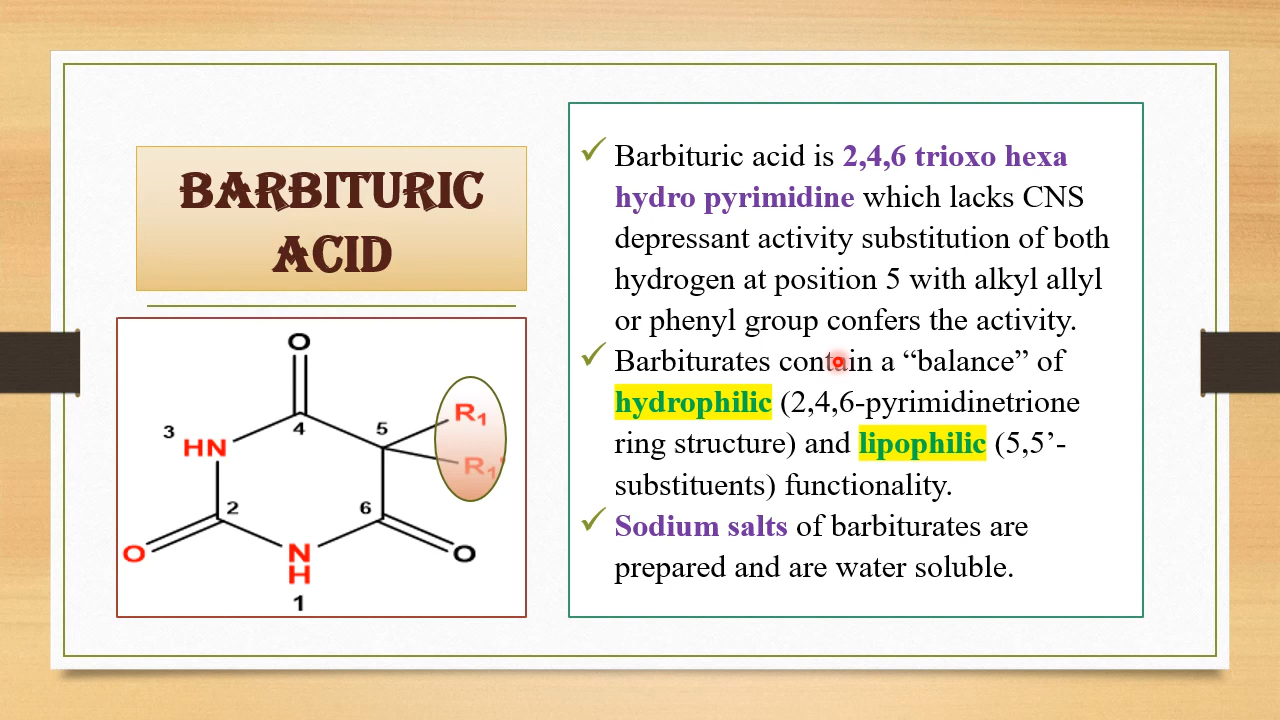 BARBITURIC
ACID
O
3
HN
4
5
R1
R1'
2
6
O
N
H
O
1
✓ Barbituric acid is 2,4,6 trioxo hexa
hydro pyrimidine which lacks CNS
depressant activity substitution of both
hydrogen at position 5 with alkyl allyl
or phenyl group confers the activity.
✓ Barbiturates contain a “balance” of
hydrophilic (2,4,6-pyrimidinetrione
ring structure) and lipophilic (5,5’-
substituents) functionality.
✓ Sodium salts of barbiturates are
prepared and are water soluble.